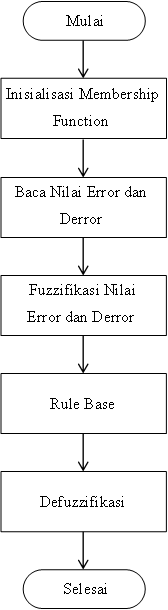 Mulai
Inisialisasi Membership
Function
Baca Nilai Error dan
Derror
Fuzzifikasi Nilai
Error dan Derror
Rule Base
Defuzzifikasi
Selesai